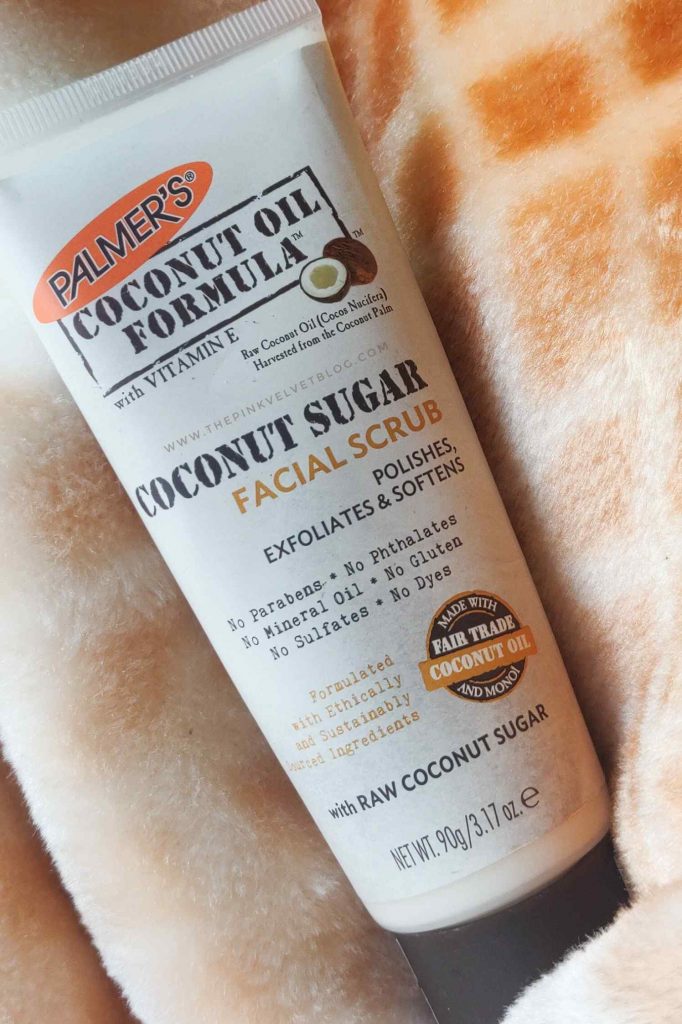 PALMER'S®
COCONUT OIL
FORMULA™
™
with VITAMIN E
Raw Coconut Oil (Cocos Nucifera)
Harvested from the Coconut Palm
WWW.THEPINKVELVETBLOG.COM
COCONUT SUGAR
FACIAL SCRUB
POLISHES,
EXFOLIATES & SOFTENS
No Parabens * No Phthalates
No Mineral Oil * No Gluten
No Sulfates * No Dyes
MADE WITH
FAIR TRADE
COCONUT OIL
AND MONOI
Formulated
with Ethically
and Sustainably
Sourced Ingredients
with RAW COCONUT SUGAR
NET WT. 90g/3.17oz. e